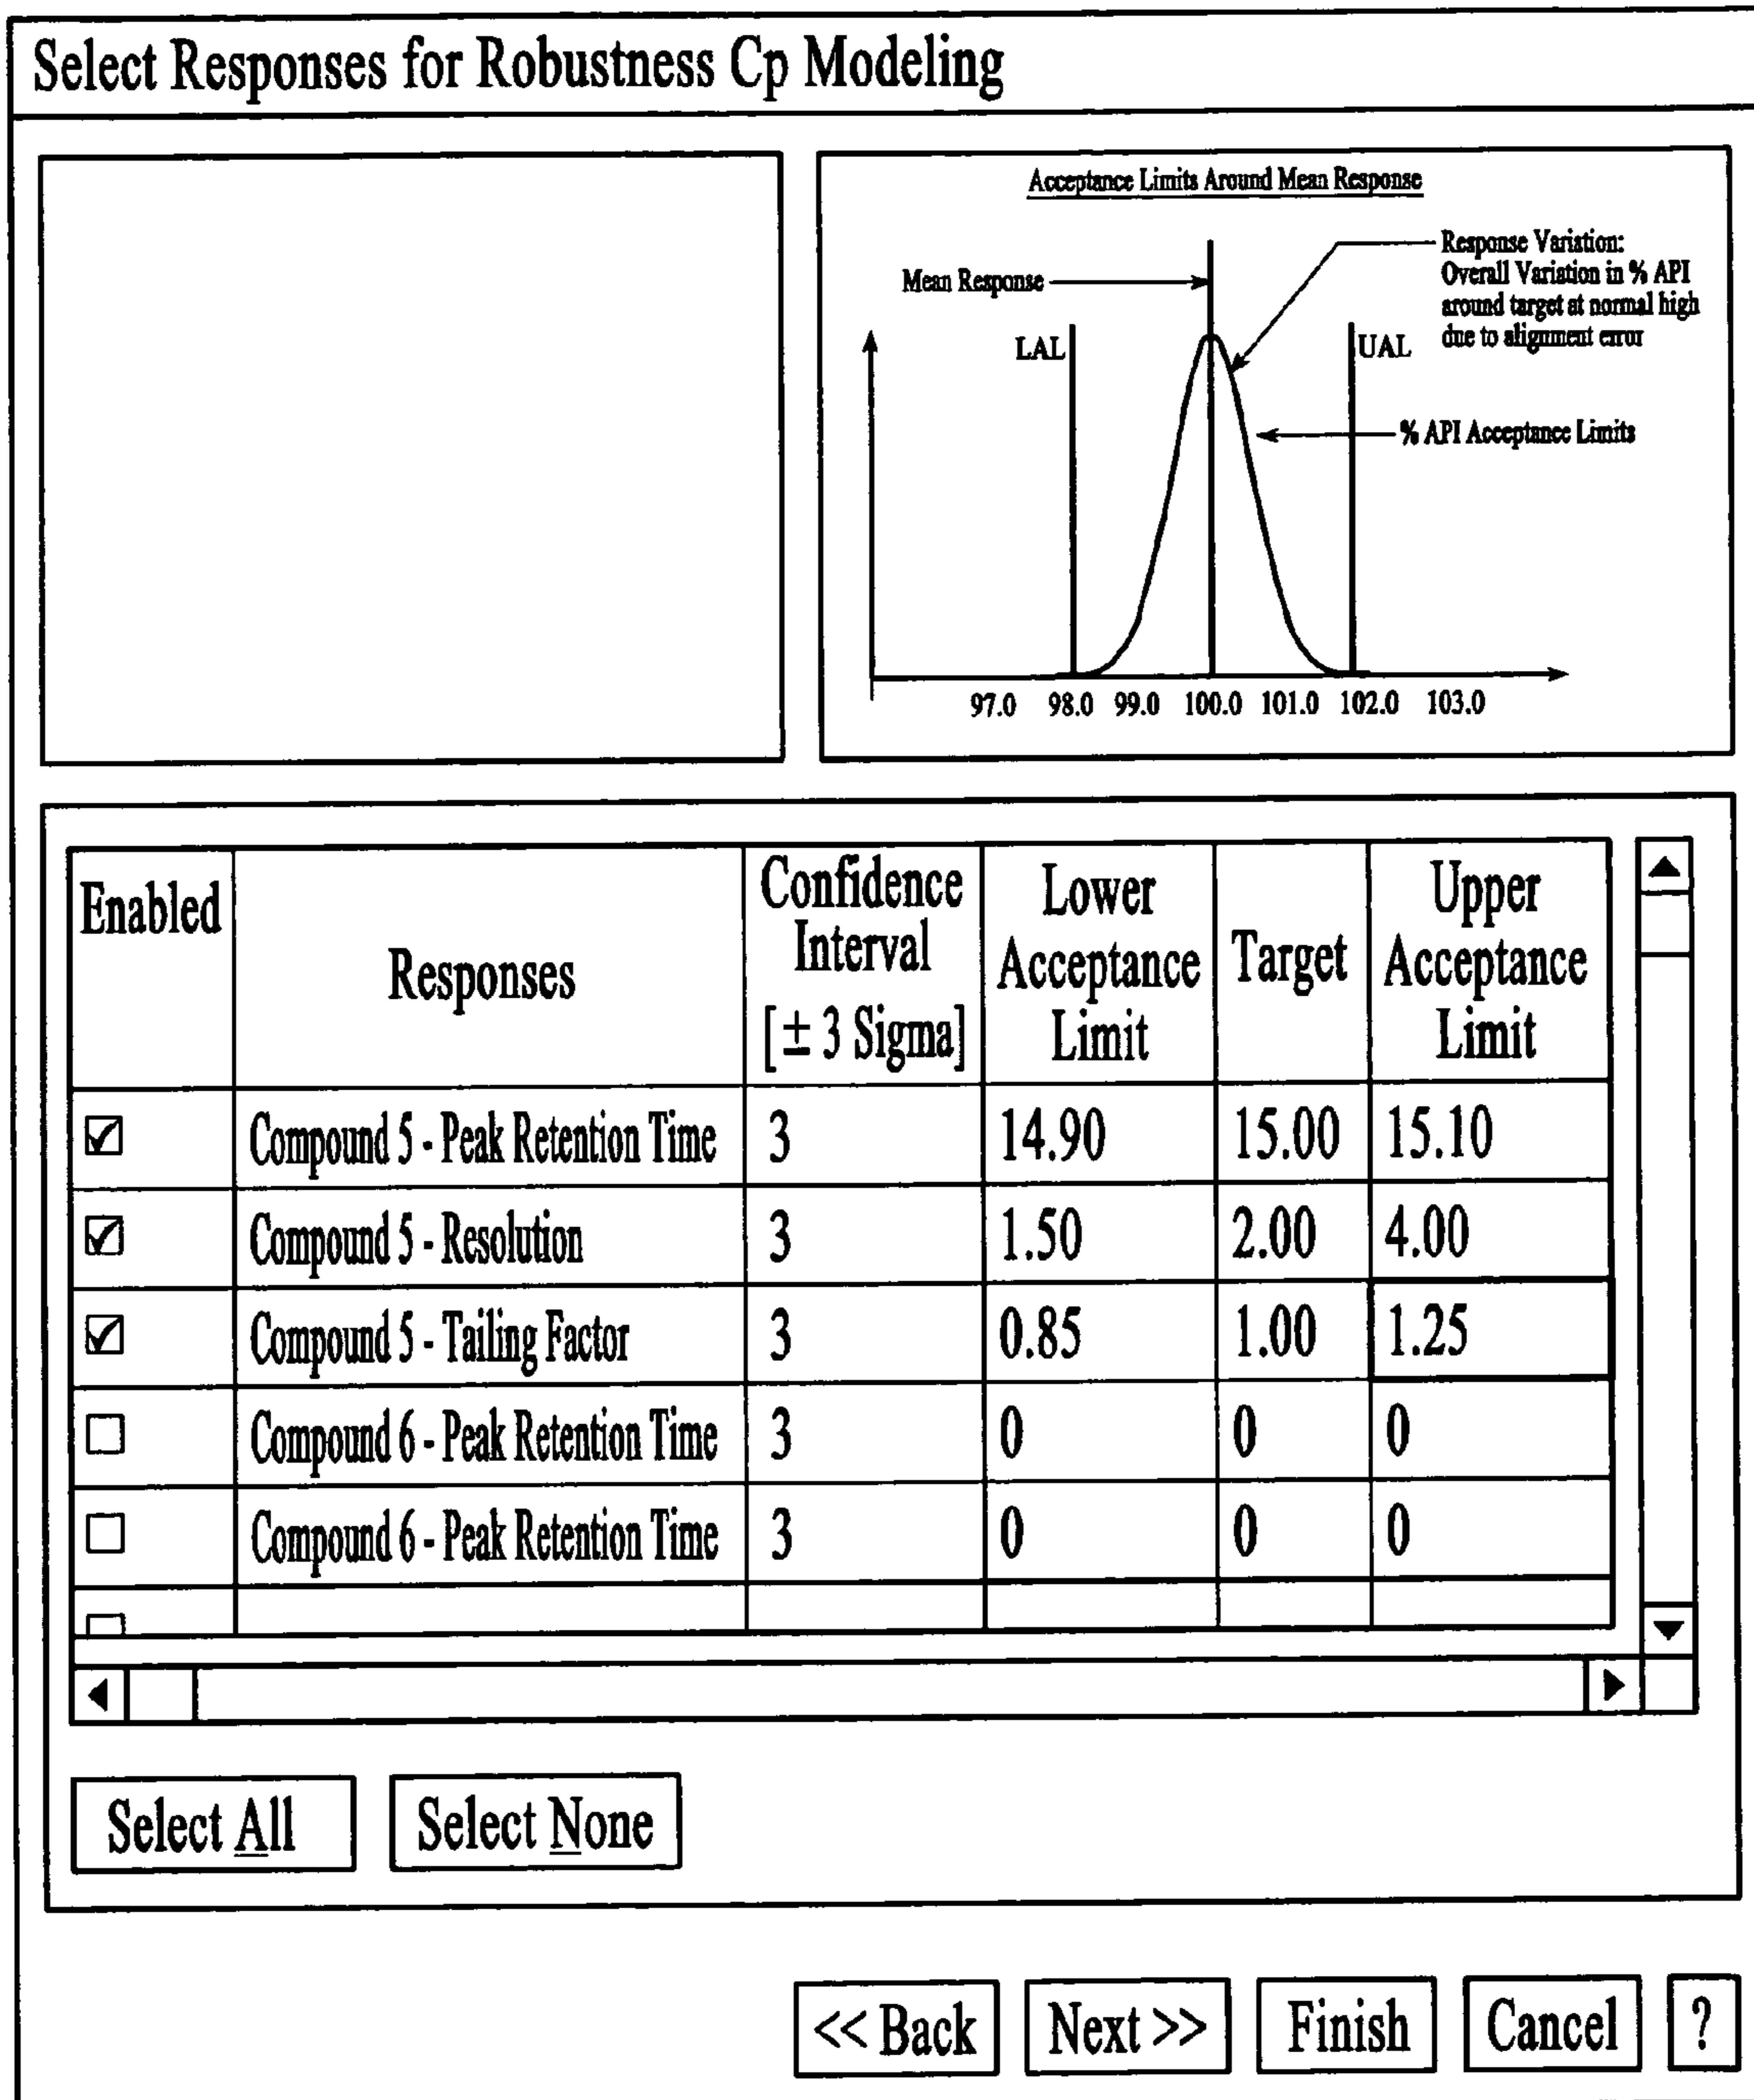 Select Responses for Robustness Cp Modeling
Acceptance Limits Around Mean Response
Mean Response
Response Variation:
Overall Variation in % API
around target at normal high
due to alignment error
LAL
UAL
% API Acceptance Limits
97.0 98.0 99.0 100.0 101.0 102.0 103.0
Enabled
Responses
Confidence
Interval
[± 3 Sigma]
Lower
Acceptance
Limit
Target
Upper
Acceptance
Limit
Compound 5 - Peak Retention Time 3 14.90 15.00 15.10
Compound 5 - Resolution 3 1.50 2.00 4.00
Compound 5 - Tailing Factor 3 0.85 1.00 1.25
Compound 6 - Peak Retention Time 3 0 0 0
Compound 6 - Peak Retention Time 3 0 0 0
Select All
Select None
<< Back
Next >>
Finish
Cancel
?